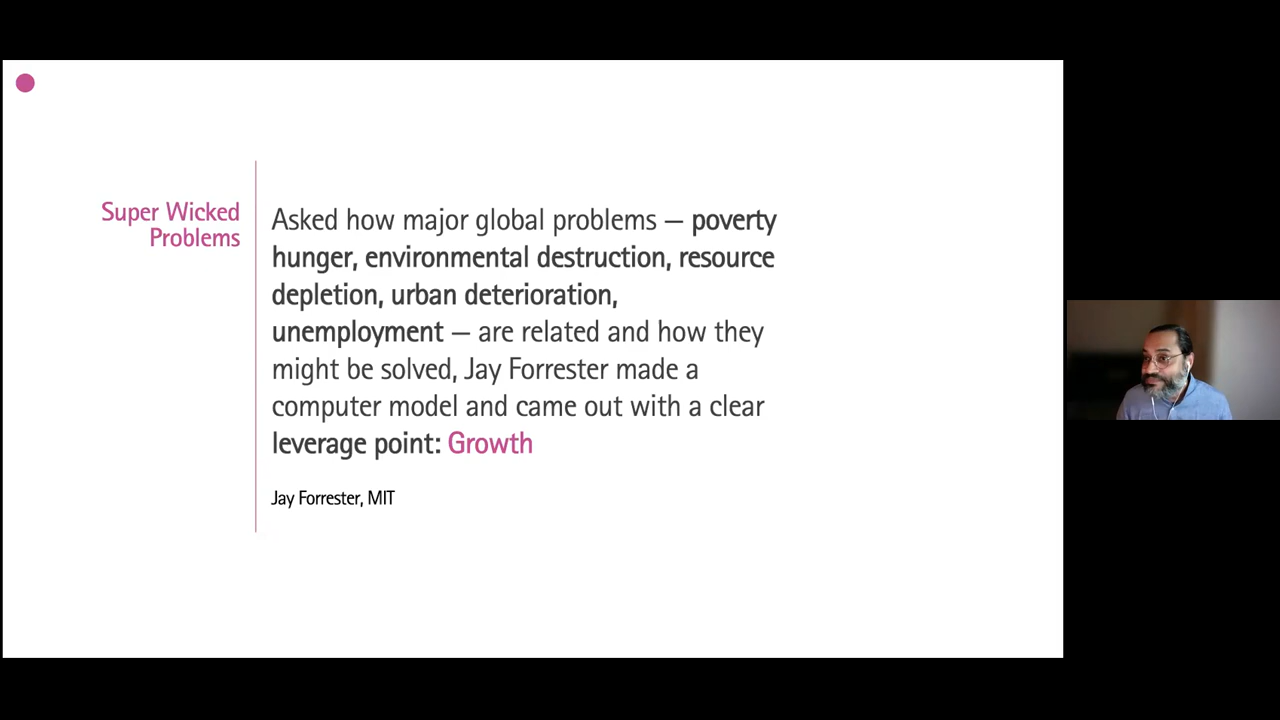 Super Wicked
Problems
Asked how major global problems — poverty
hunger, environmental destruction, resource
depletion, urban deterioration,
unemployment — are related and how they
might be solved, Jay Forrester made a
computer model and came out with a clear
leverage point: Growth
Jay Forrester, MIT